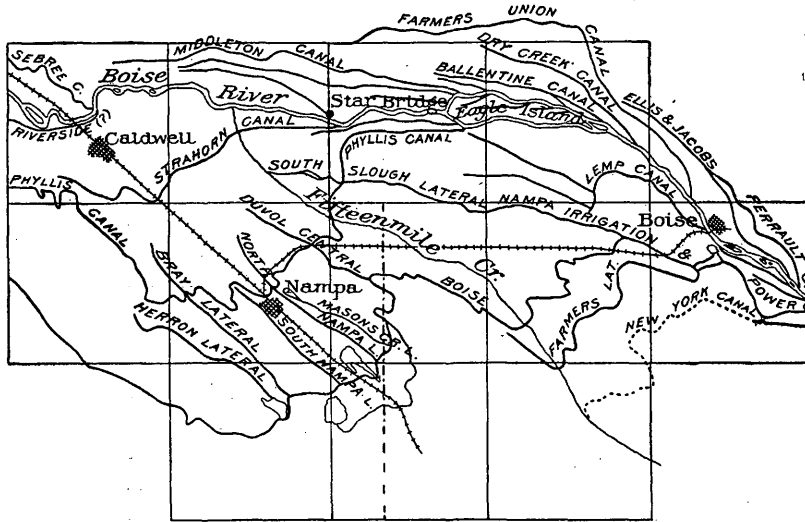 FARMERS UNION CANAL
SEBREE C.
MIDDLETON CANAL
DRY CREEK CANAL
BALLENTINE CANAL
Boise River
Star Bridge
Eagle Island
ELLIS & JACOBS
RIVERSIDE (?)
Caldwell
STRAHORN CANAL
PHYLLIS CANAL
PERRAULT
PHYLLIS CANAL
SOUTH SLOUGH LATERAL
NAMPA IRRIGATION & POWER
LEMP CANAL
Boise
DUVOL CENTRAL
Fifteenmile Cr.
BRAYS LATERAL
NORTH NAMPA L.
Nampa
MASONS CR. L.
BOISE
FARMERS LAT.
NEW YORK CANAL
HERRON LATERAL
SOUTH NAMPA L.